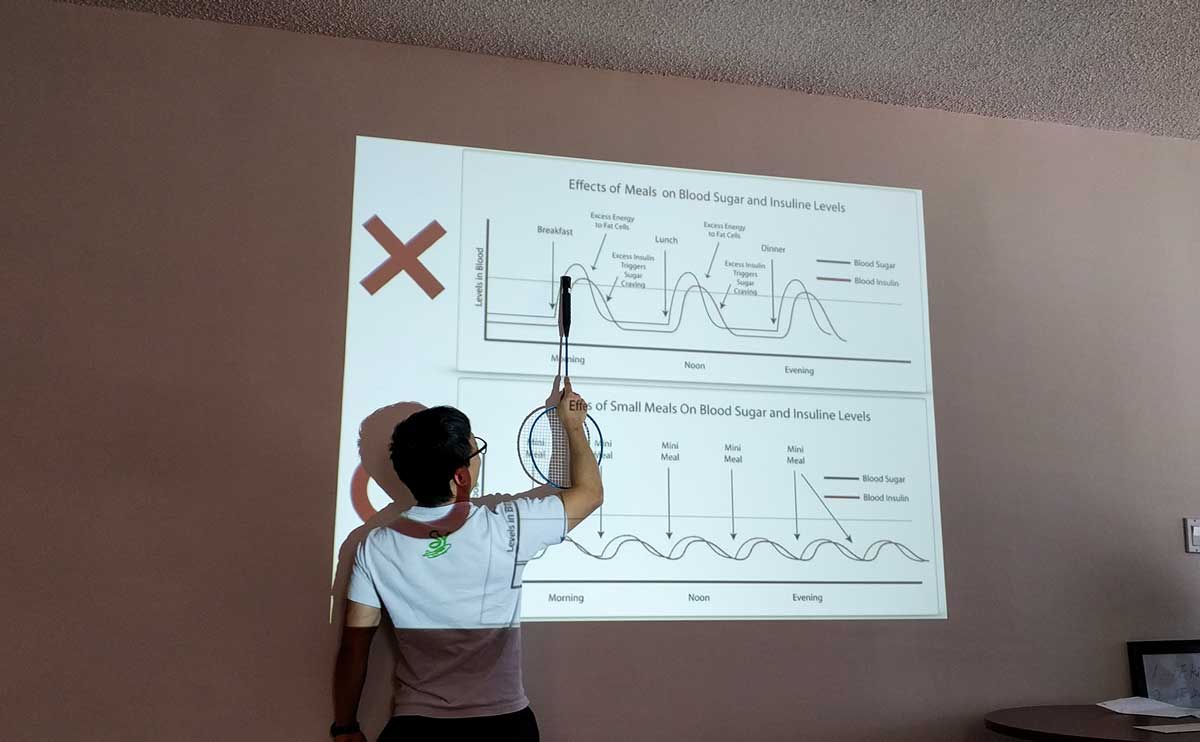 Effects of Meals on Blood Sugar and Insuline Levels
Levels in Blood
Breakfast
Excess Energy
to Fat Cells
Excess Insulin
Triggers
Sugar
Craving
Lunch
Excess Energy
to Fat Cells
Excess Insulin
Triggers
Sugar
Craving
Dinner
Blood Sugar
Blood Insulin
Morning
Noon
Evening
of Small Meals On Blood Sugar and Insuline Levels
Mini
Meal
Mini
Meal
Mini
Meal
Mini
Meal
Mini
Meal
Blood Sugar
Blood Insulin
Levels in
Morning
Noon
Evening